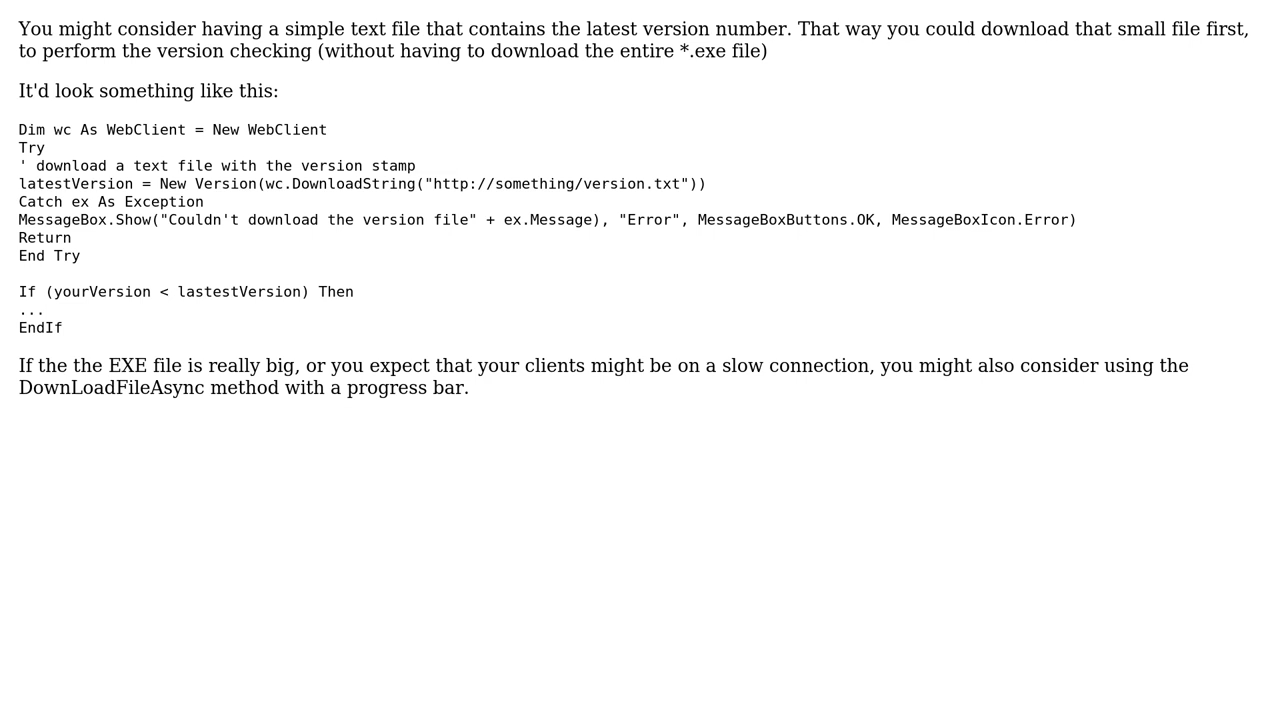 You might consider having a simple text file that contains the latest version number. That way you could download that small file first,
to perform the version checking (without having to download the entire *.exe file)
It'd look something like this:
Dim wc As WebClient = New WebClient
Try
' download a text file with the version stamp
latestVersion = New Version(wc.DownloadString("http://something/version.txt"))
Catch ex As Exception
MessageBox.Show("Couldn't download the version file" + ex.Message), "Error", MessageBoxButtons.OK, MessageBoxIcon.Error)
Return
End Try
If (yourVersion < lastestVersion) Then
...
EndIf
If the the EXE file is really big, or you expect that your clients might be on a slow connection, you might also consider using the
DownLoadFileAsync method with a progress bar.